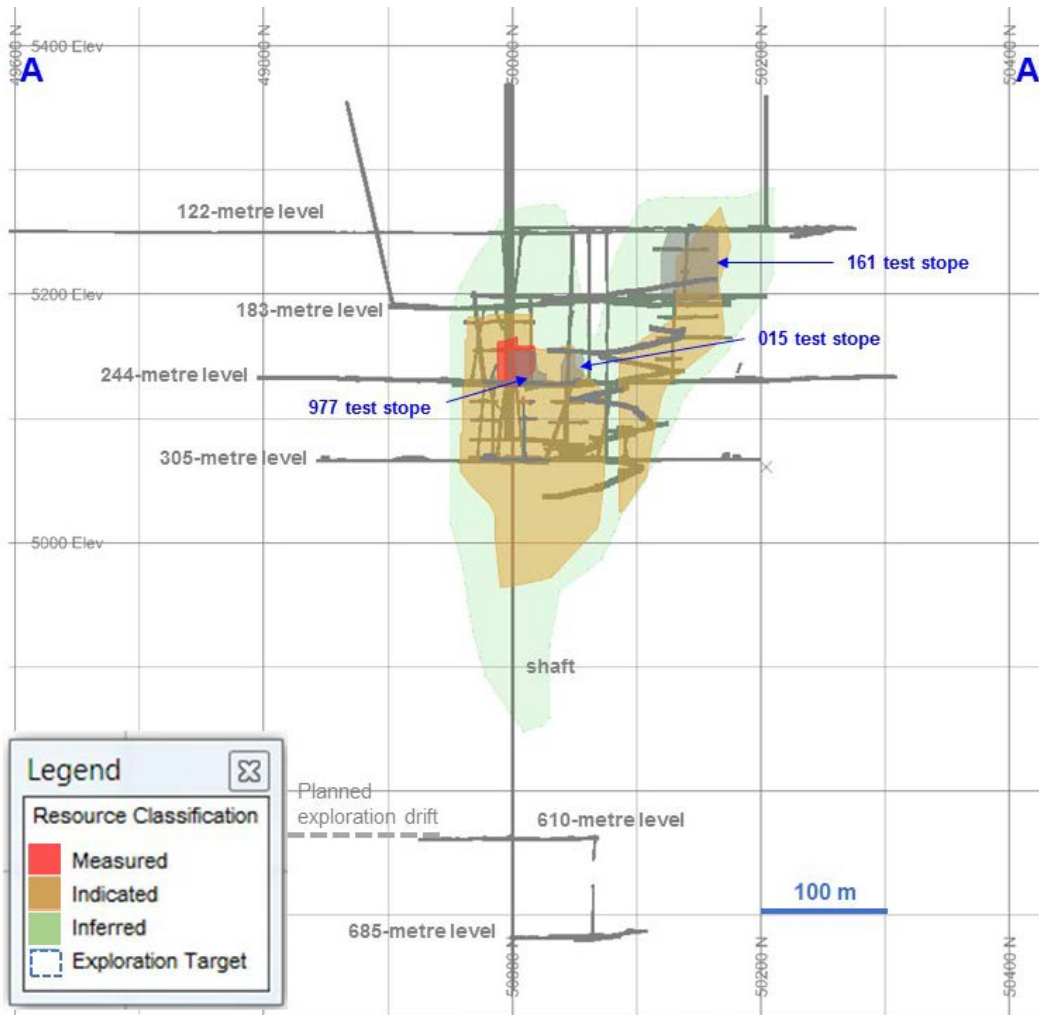 49600 N
49800 N
50000 N
50200 N
50400 N
5400 Elev
A
A
122-metre level
161 test stope
5200 Elev
183-metre level
015 test stope
244-metre level
977 test stope
305-metre level
5000 Elev
shaft
Legend
Resource Classification
Measured
Indicated
Inferred
Exploration Target
Planned
exploration drift
610-metre level
100 m
685-metre level
50000 N
50200 N
50400 N